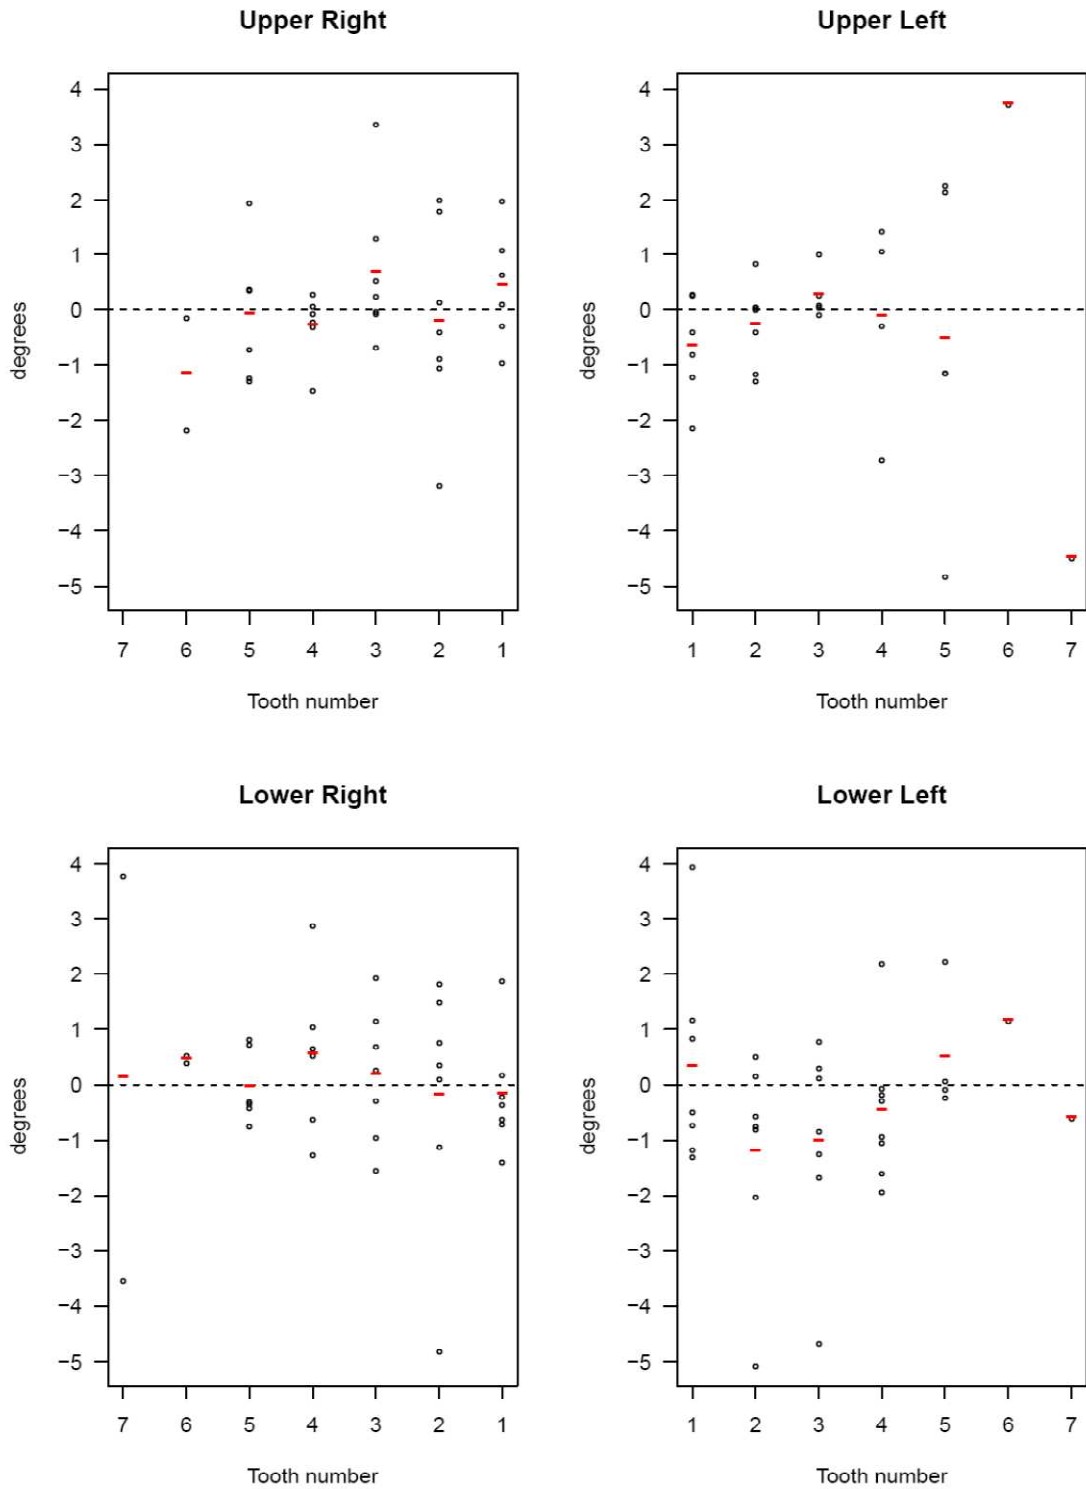 Upper Right
Upper Left
4
3
2
1
0
−1
−2
−3
−4
−5
degrees
7 6 5 4 3 2 1
Tooth number
4
3
2
1
0
−1
−2
−3
−4
−5
degrees
1 2 3 4 5 6 7
Tooth number
Lower Right
Lower Left
4
3
2
1
0
−1
−2
−3
−4
−5
degrees
7 6 5 4 3 2 1
Tooth number
4
3
2
1
0
−1
−2
−3
−4
−5
degrees
1 2 3 4 5 6 7
Tooth number